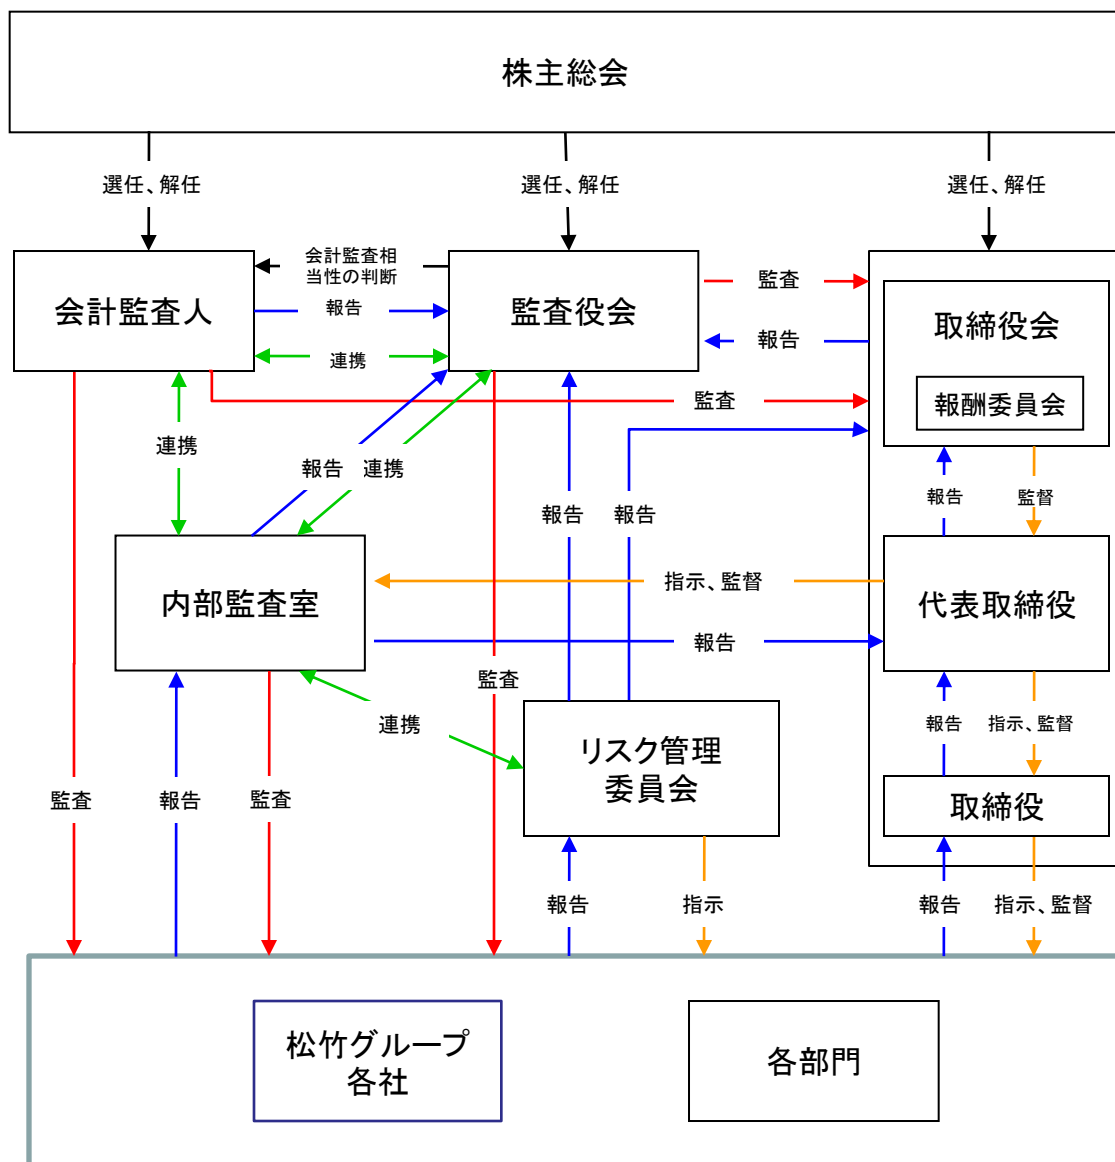 株主総会
選任、解任
選任、解任
選任、解任
会計監査人
会計監査相
当性の判断
報告
連携
監査役会
監査
報告
監査
取締役会
報酬委員会
連携
報告
連携
報告
報告
報告
監督
内部監査室
指示、監督
報告
代表取締役
連携
監査
リスク管理
委員会
報告
指示、監督
取締役
監査
報告
監査
報告
指示
報告
指示、監督
松竹グループ
各社
各部門